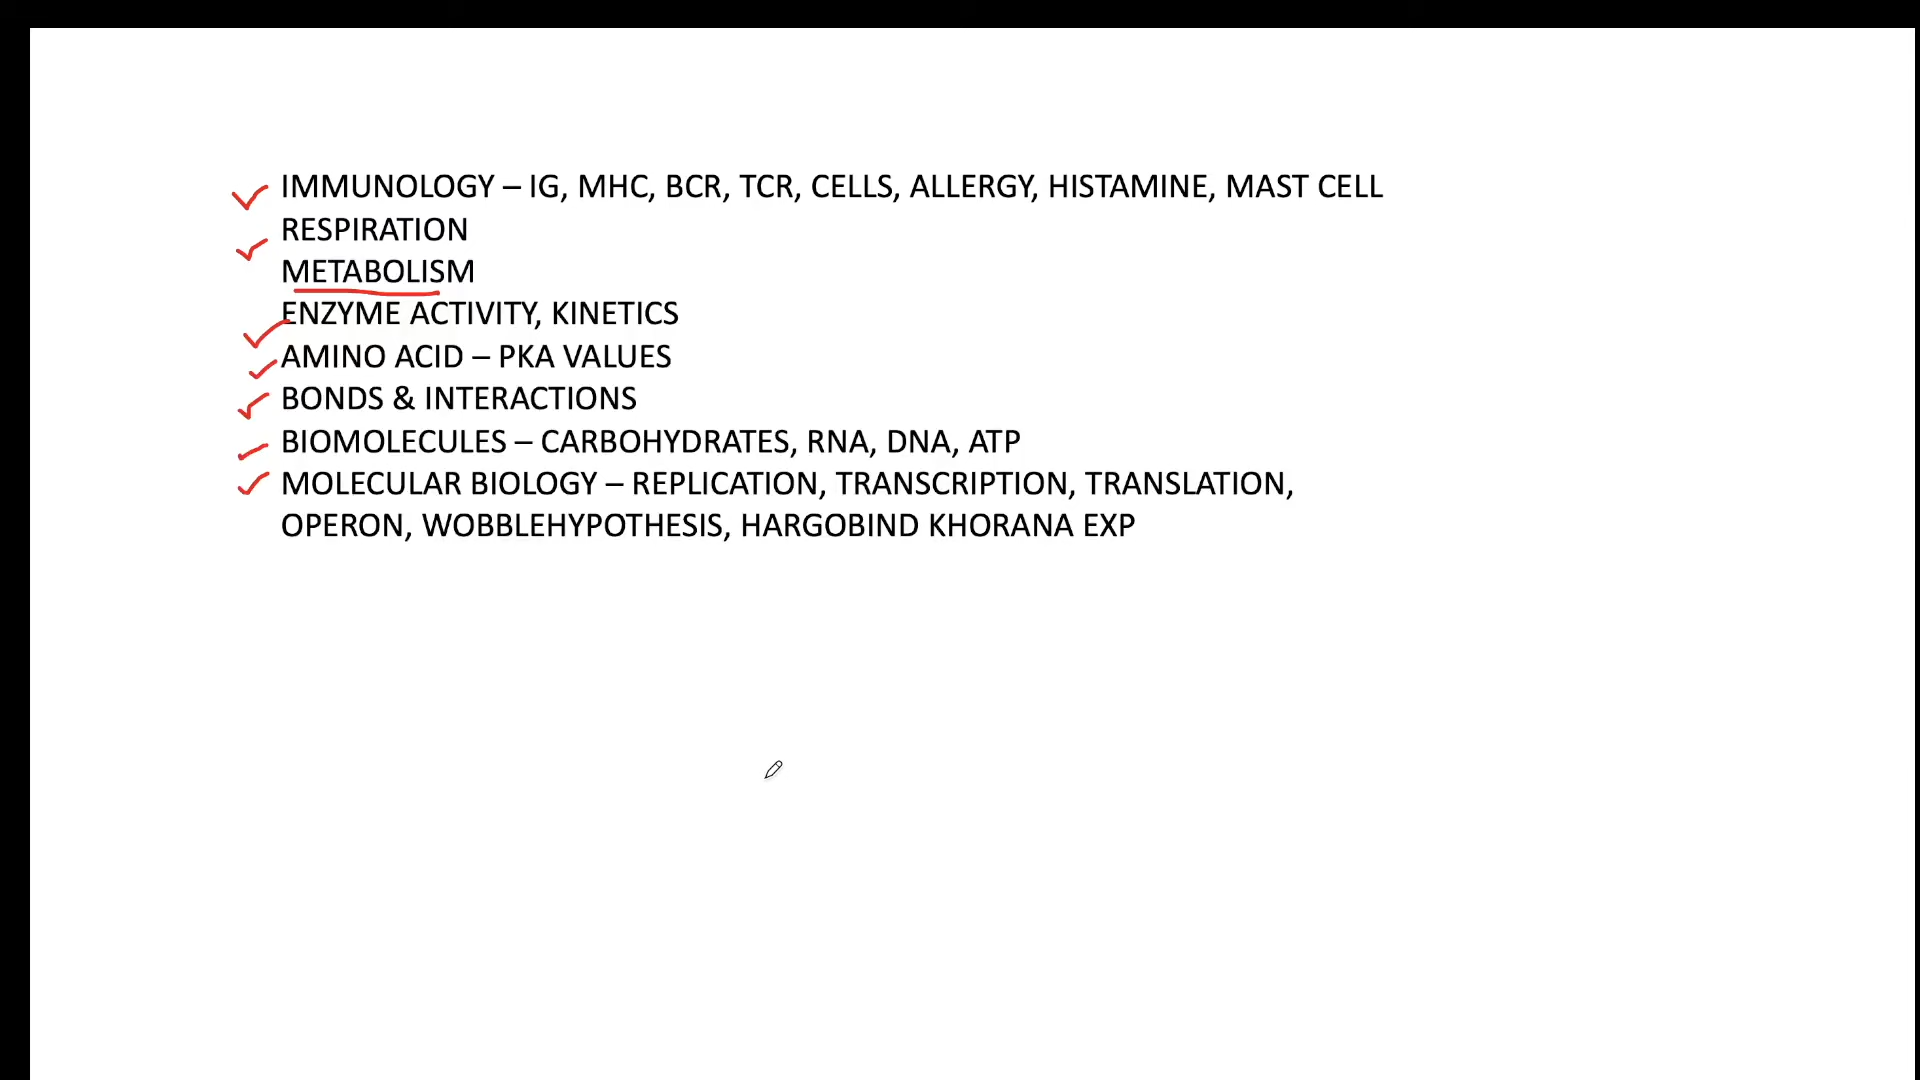 IMMUNOLOGY – IG, MHC, BCR, TCR, CELLS, ALLERGY, HISTAMINE, MAST CELL
RESPIRATION
METABOLISM
ENZYME ACTIVITY, KINETICS
AMINO ACID – PKA VALUES
BONDS & INTERACTIONS
BIOMOLECULES – CARBOHYDRATES, RNA, DNA, ATP
MOLECULAR BIOLOGY – REPLICATION, TRANSCRIPTION, TRANSLATION,
OPERON, WOBBLEHYPOTHESIS, HARGOBIND KHORANA EXP